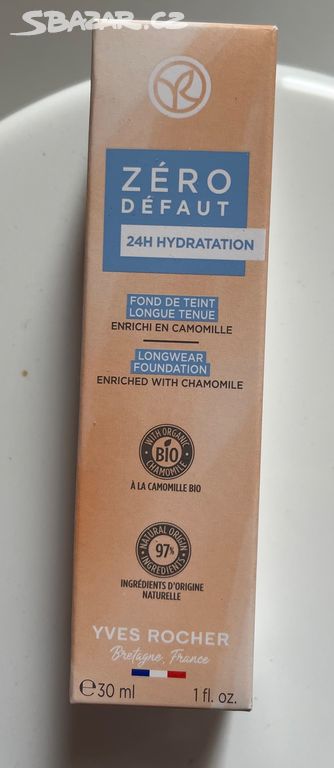 SBAZAR.CZ
ZÉRO
DÉFAUT
24H HYDRATATION
FOND DE TEINT
LONGUE TENUE
ENRICHI EN CAMOMILLE
LONGWEAR
FOUNDATION
ENRICHED WITH CHAMOMILE
WITH ORGANIC
BIO
CHAMOMILE
À LA CAMOMILLE BIO
NATURAL ORIGIN
97%
INGREDIENTS
INGRÉDIENTS D'ORIGINE
NATURELLE
YVES ROCHER
Bretagne, France
℮30 ml 1 fl. oz.